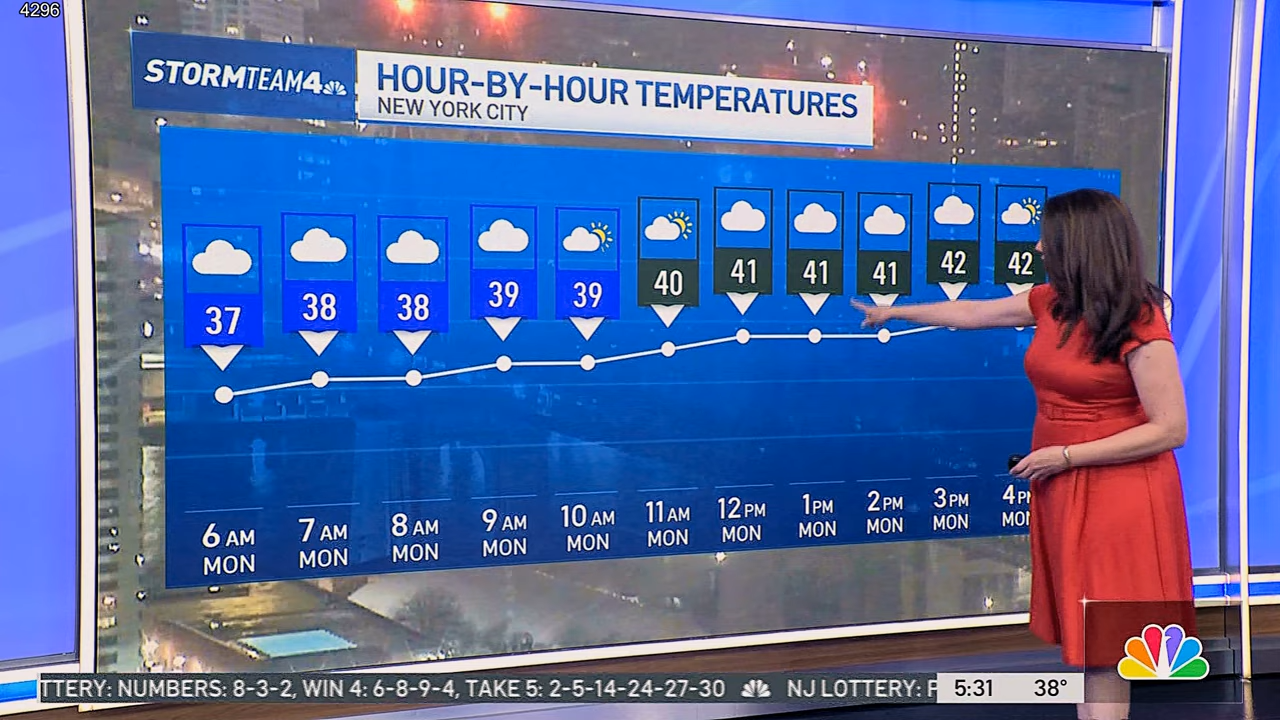 4296
STORMTEAM4
HOUR-BY-HOUR TEMPERATURES
NEW YORK CITY
37 38 38 39 39 40 41 41 41 42 42
6 AM 7 AM 8 AM 9 AM 10 AM 11 AM 12 PM 1 PM 2 PM 3 PM 4 PM
MON MON MON MON MON MON MON MON MON MON MON
TTERY: NUMBERS: 8-3-2, WIN 4: 6-8-9-4, TAKE 5: 2-5-14-24-27-30 NJ LOTTERY: P
5:31 38°